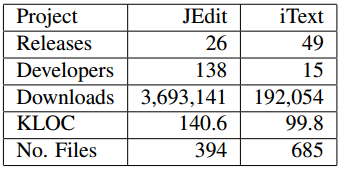 Project JEdit iText
Releases 26 49
Developers 138 15
Downloads 3,693,141 192,054
KLOC 140.6 99.8
No. Files 394 685